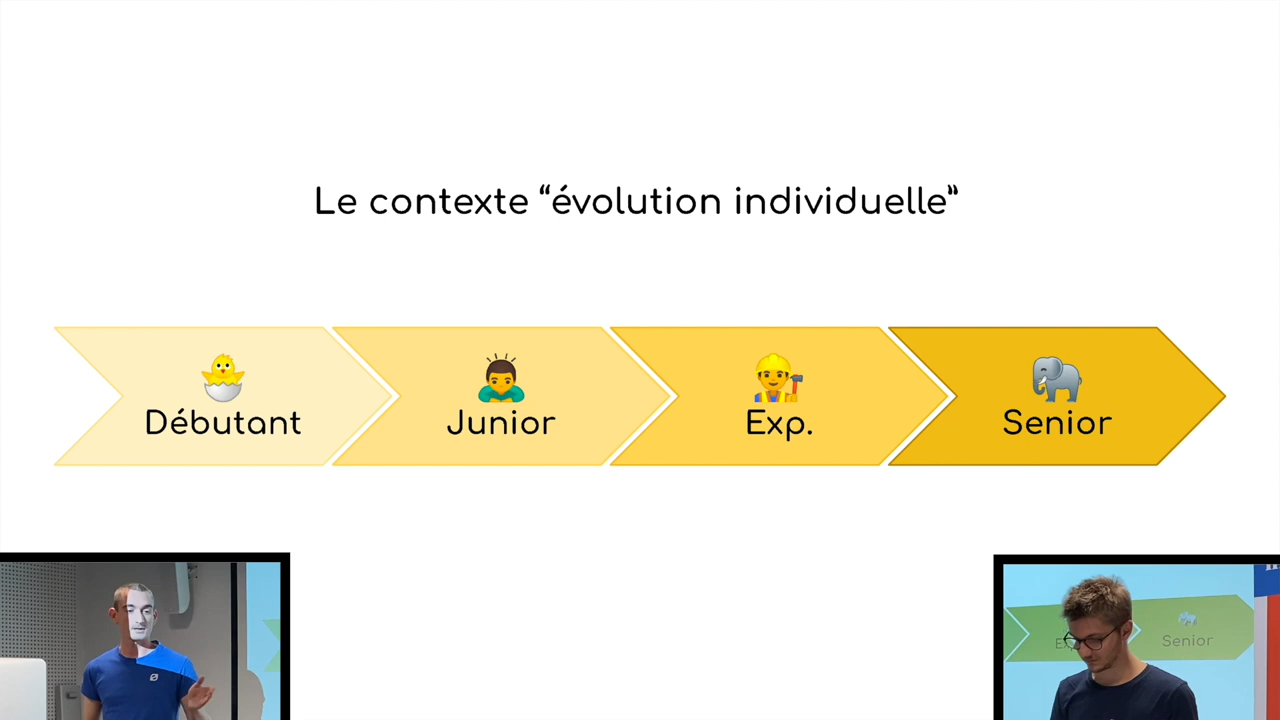 Le contexte “évolution individuelle”
Débutant
Junior
Exp.
Senior
Senior